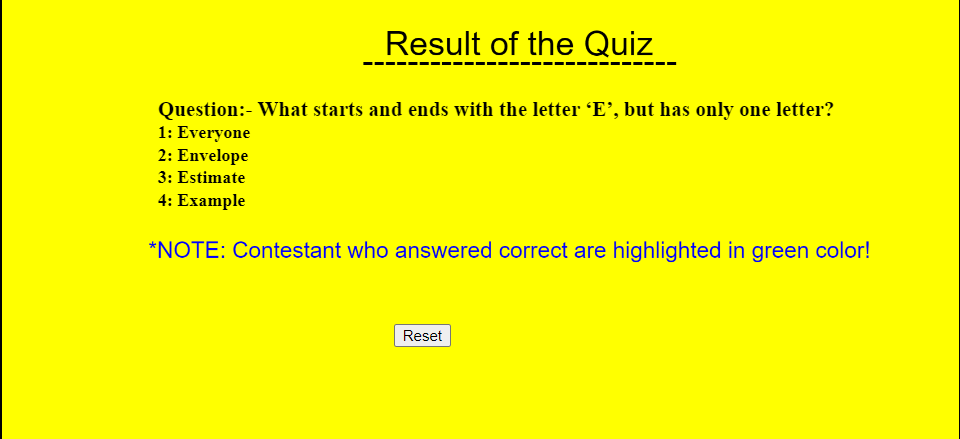 Result of the Quiz
----------------------------
Question:- What starts and ends with the letter ‘E’, but has only one letter?
1: Everyone
2: Envelope
3: Estimate
4: Example
*NOTE: Contestant who answered correct are highlighted in green color!
Reset